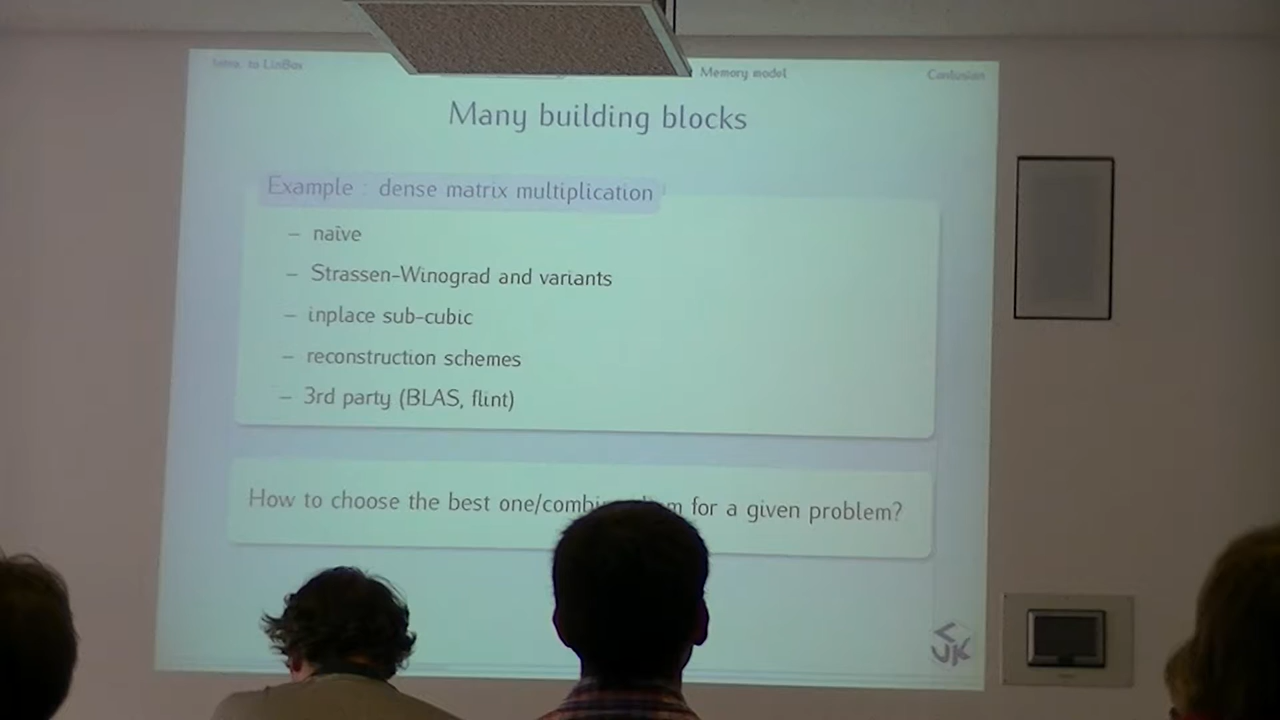 Intro. to LinBox
Memory model
Conlusion
Many building blocks
Example : dense matrix multiplication
– naïve
– Strassen-Winograd and variants
– inplace sub-cubic
– reconstruction schemes
– 3rd party (BLAS, flint)
How to choose the best one/combi m for a given problem?